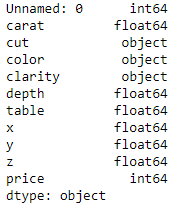 Unnamed: 0 int64
carat float64
cut object
color object
clarity object
depth float64
table float64
x float64
y float64
z float64
price int64
dtype: object